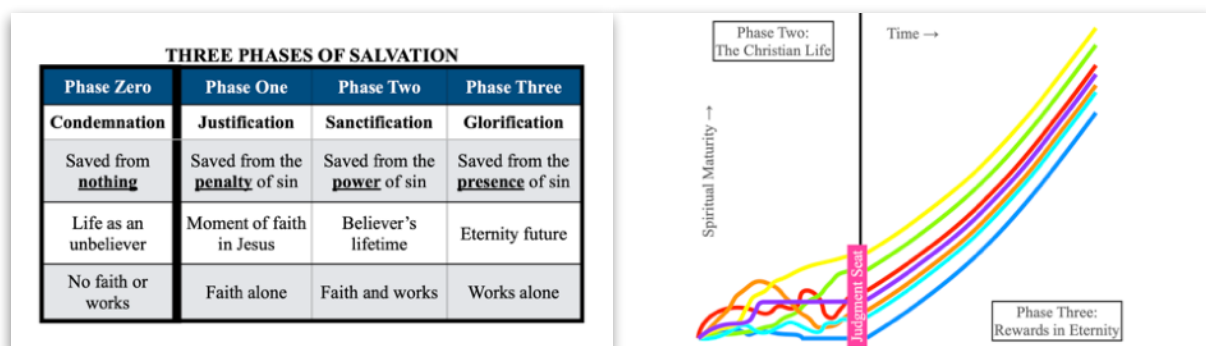 THREE PHASES OF SALVATION
Phase Zero
Phase One
Phase Two
Phase Three
Condemnation
Justification
Sanctification
Glorification
Saved from
nothing
Saved from the
penalty of sin
Saved from the
power of sin
Saved from the
presence of sin
Life as an
unbeliever
Moment of faith
in Jesus
Believer's
lifetime
Eternity future
No faith or
works
Faith alone
Faith and works
Works alone
Phase Two:
The Christian Life
Time →
Spiritual Maturity →
Judgment Seat
Phase Three:
Rewards in Eternity